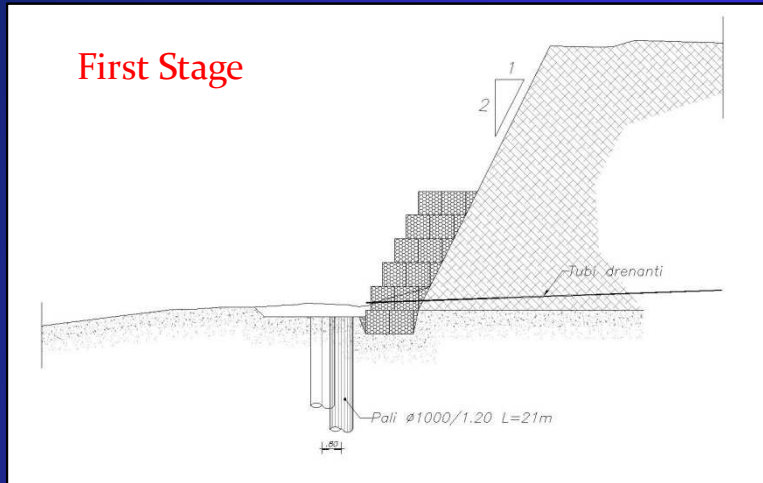 First Stage
1
2
Tubi drenanti
Pali ø1000/1.20 L=21m
.80